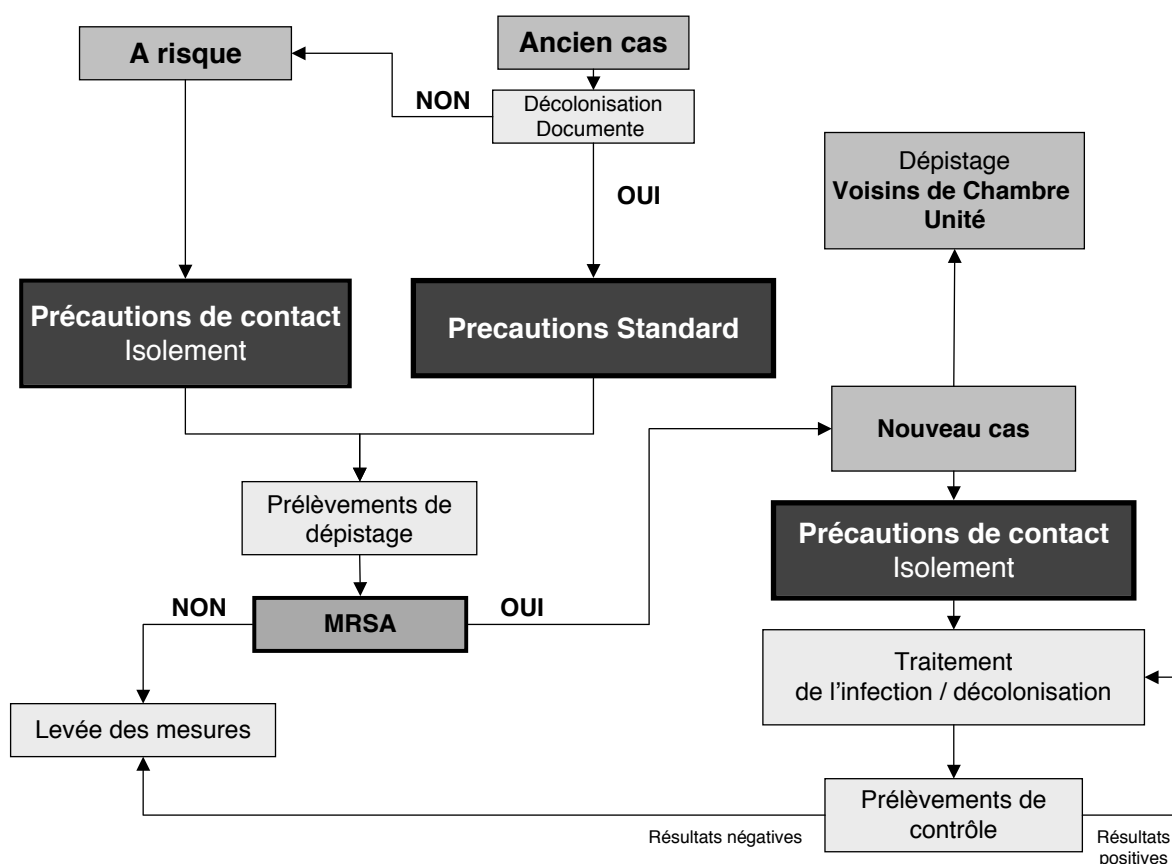 A risque
Ancien cas
NON
Décolonisation
Documente
OUI
Dépistage
Voisins de Chambre
Unité
Précautions de contact
Isolement
Precautions Standard
Nouveau cas
Prélèvements de
dépistage
Précautions de contact
Isolement
NON
MRSA
OUI
Traitement
de l'infection / décolonisation
Levée des mesures
Prélèvements de
contrôle
Résultats négatives
Résultats
positives